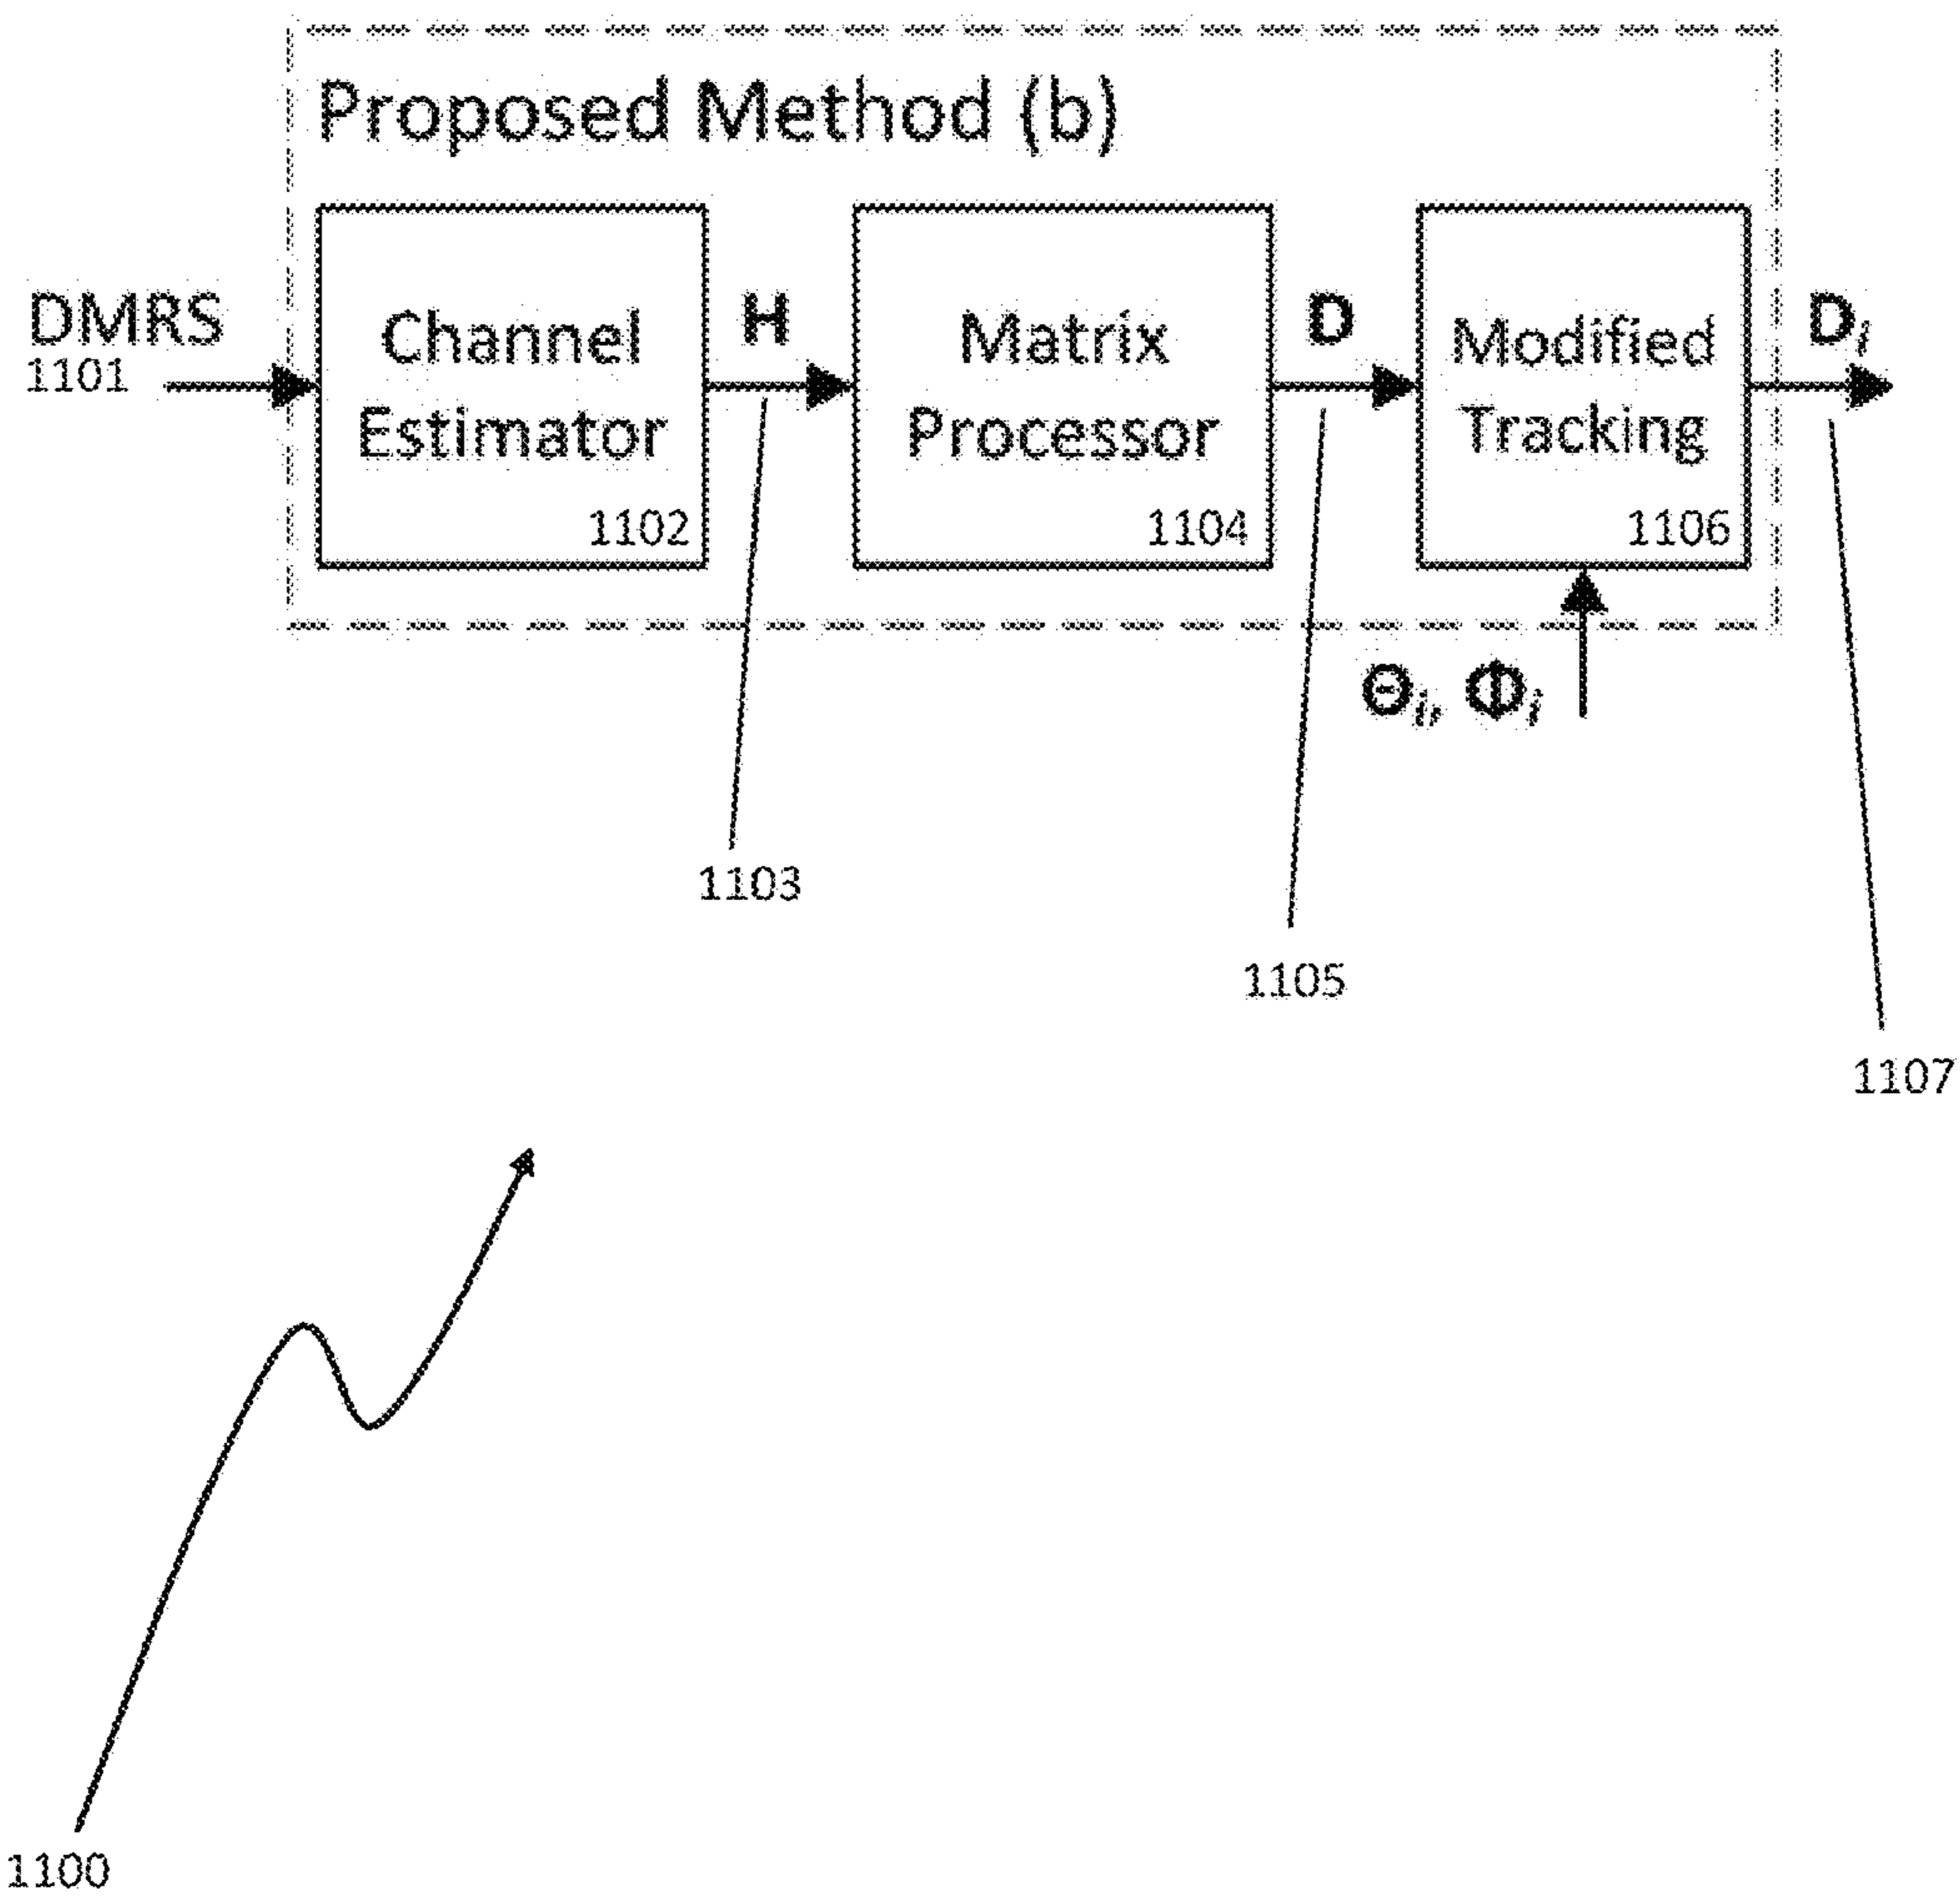 Proposed Method (b)
DMRS
1101
Channel
Estimator
1102
H
Matrix
Processor
1104
D
Modified
Tracking
1106
Di
Θi, Φi
1103
1105
1107
1100